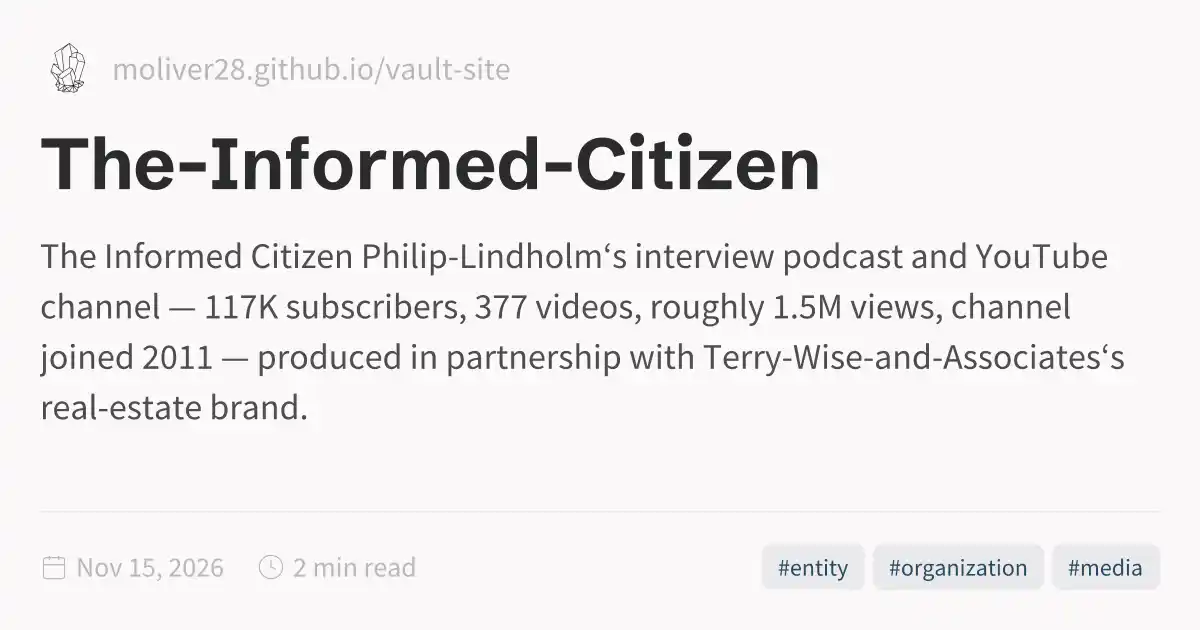 moliver28.github.io/vault-site
The-Informed-Citizen
The Informed Citizen Philip-Lindholm‘s interview podcast and YouTube
channel — 117K subscribers, 377 videos, roughly 1.5M views, channel
joined 2011 — produced in partnership with Terry-Wise-and-Associates‘s
real-estate brand.
Nov 15, 2026 2 min read #entity #organization #media